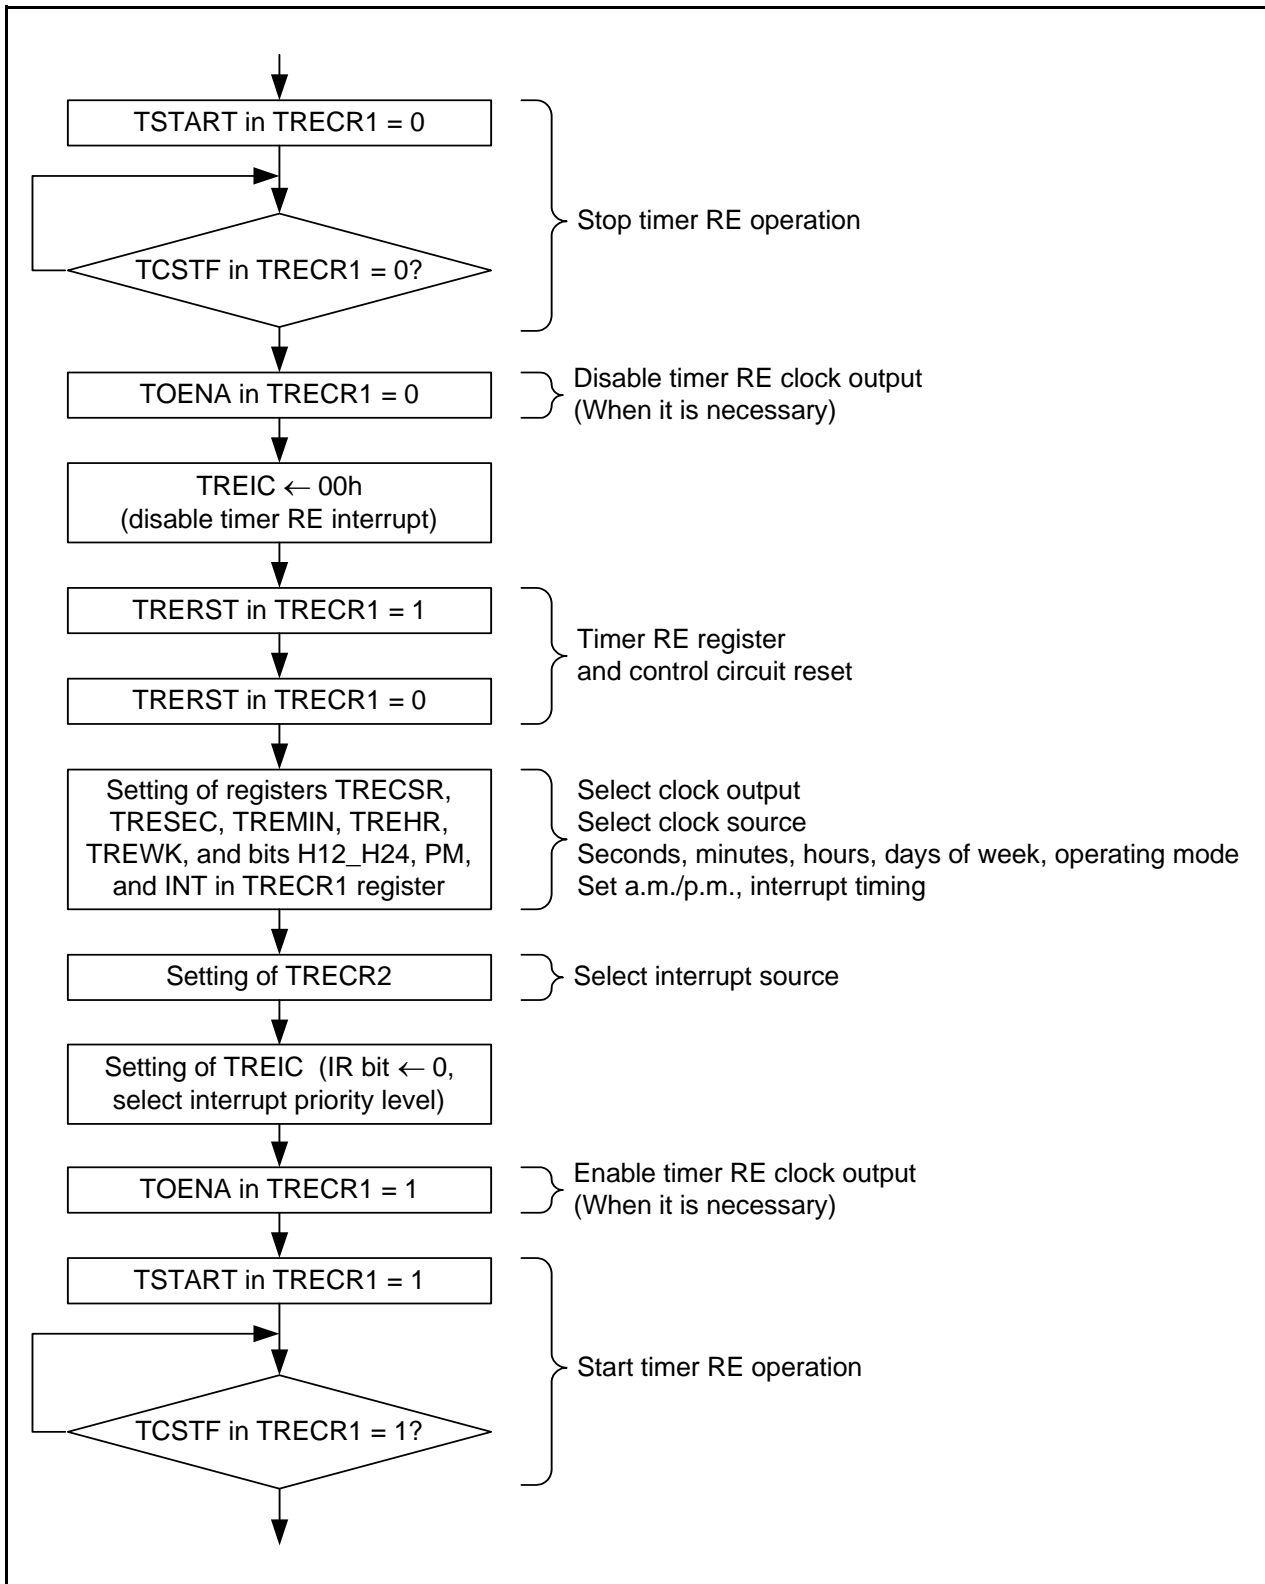 TSTART in TRECR1 = 0
TCSTF in TRECR1 = 0?
Stop timer RE operation
TOENA in TRECR1 = 0
Disable timer RE clock output
(When it is necessary)
TREIC ← 00h
(disable timer RE interrupt)
TRERST in TRECR1 = 1
TRERST in TRECR1 = 0
Timer RE register
and control circuit reset
Setting of registers TRECSR,
TRESEC, TREMIN, TREHR,
TREWK, and bits H12_H24, PM,
and INT in TRECR1 register
Select clock output
Select clock source
Seconds, minutes, hours, days of week, operating mode
Set a.m./p.m., interrupt timing
Setting of TRECR2
Select interrupt source
Setting of TREIC (IR bit ← 0,
select interrupt priority level)
TOENA in TRECR1 = 1
Enable timer RE clock output
(When it is necessary)
TSTART in TRECR1 = 1
TCSTF in TRECR1 = 1?
Start timer RE operation